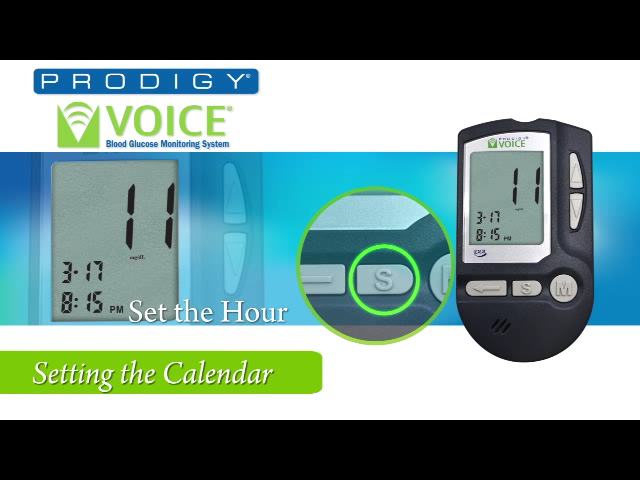 PRODIGY®
VOICE®
Blood Glucose Monitoring System
11
mg/dL
3-17
8:15 PM
Set the Hour
Setting the Calendar
S
PRODIGY®
VOICE
11
3-17
8:15 PM
S
M